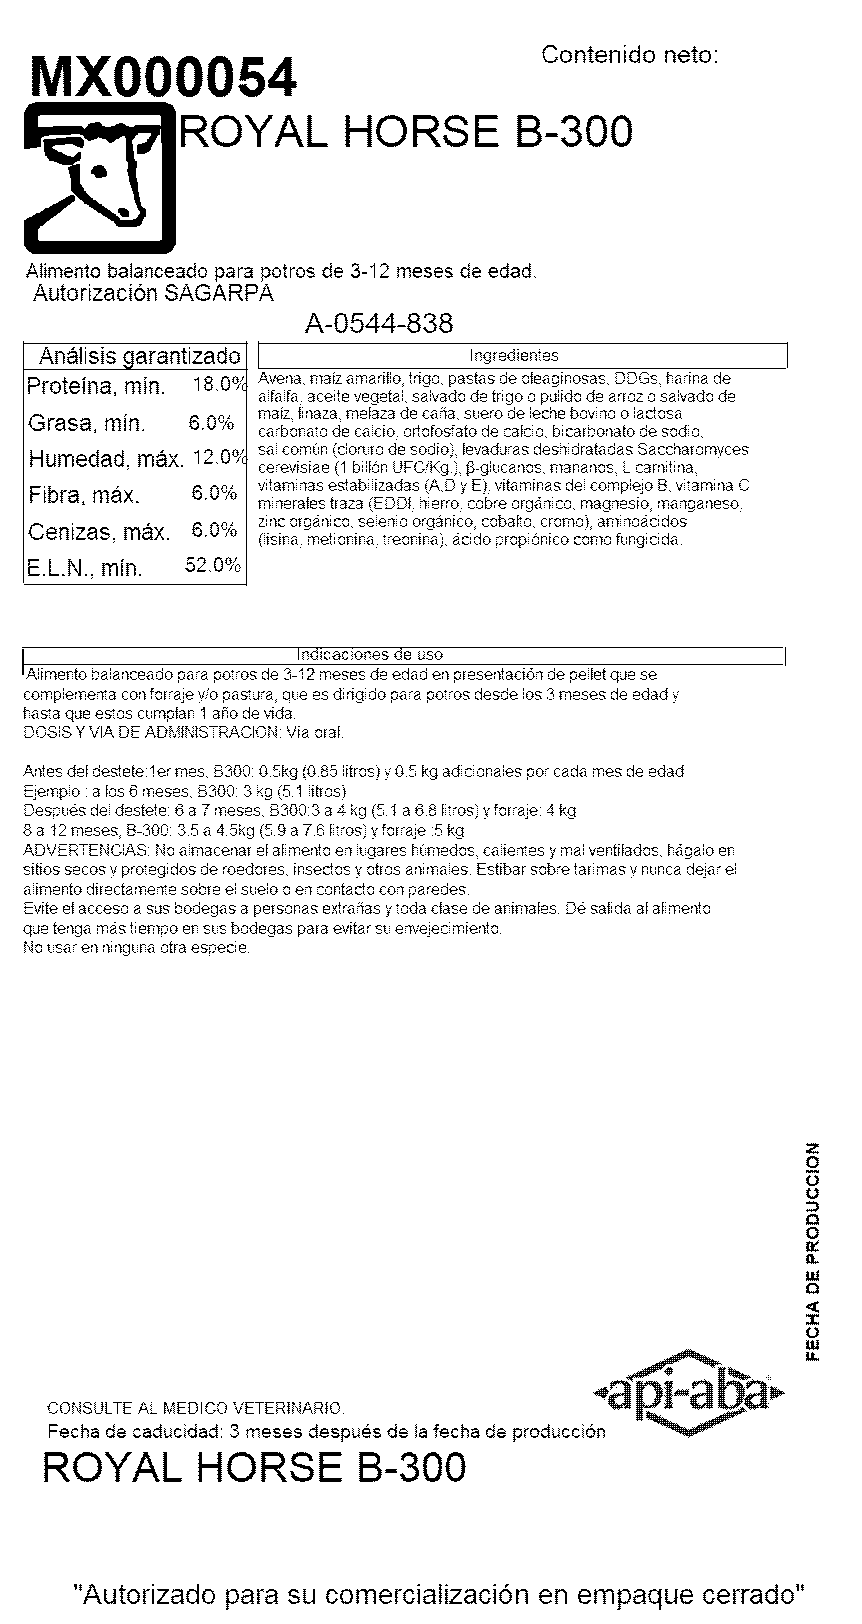 Contenido neto:
MX000054
ROYAL HORSE B-300
Alimento balanceado para potros de 3-12 meses de edad.
Autorización SAGARPA
A-0544-838
Análisis garantizado
Proteína, mín. 18.0%
Grasa, mín. 6.0%
Humedad, máx. 12.0%
Fibra, máx. 6.0%
Cenizas, máx. 6.0%
E.L.N., mín. 52.0%
Ingredientes
Avena, maíz amarillo, trigo, pastas de oleaginosas, DDGs, harina de
alfalfa, aceite vegetal, salvado de trigo o pulido de arroz o salvado de
maíz, linaza, melaza de caña, suero de leche bovino o lactosa
carbonato de calcio, ortofosfato de calcio, bicarbonato de sodio,
sal común (cloruro de sodio), levaduras deshidratadas Saccharomyces
cerevisiae (1 billón UFC/Kg.), β-glucanos, mananos, L carnitina,
vitaminas estabilizadas (A,D y E), vitaminas del complejo B, vitamina C
minerales traza (EDDI, hierro, cobre orgánico, magnesio, manganeso,
zinc orgánico, selenio orgánico, cobalto, cromo), aminoácidos
(lisina, metionina, treonina), ácido propiónico como fungicida.
Indicaciones de uso
Alimento balanceado para potros de 3-12 meses de edad en presentación de pellet que se
complementa con forraje y/o pastura, que es dirigido para potros desde los 3 meses de edad y
hasta que estos cumplan 1 año de vida.
DOSIS Y VIA DE ADMINISTRACION: Via oral.
Antes del destete:1er mes, B300: 0.5kg (0.85 litros) y 0.5 kg adicionales por cada mes de edad
Ejemplo : a los 6 meses, B300: 3 kg (5.1 litros)
Después del destete: 6 a 7 meses, B300:3 a 4 kg (5.1 a 6.8 litros) y forraje: 4 kg
8 a 12 meses, B-300: 3.5 a 4.5kg (5.9 a 7.6 litros) y forraje :5 kg
ADVERTENCIAS: No almacenar el alimento en lugares húmedos, calientes y mal ventilados, hágalo en
sitios secos y protegidos de roedores, insectos y otros animales. Estibar sobre tarimas y nunca dejar el
alimento directamente sobre el suelo o en contacto con paredes.
Evite el acceso a sus bodegas a personas extrañas y toda clase de animales. Dé salida al alimento
que tenga más tiempo en sus bodegas para evitar su envejecimiento.
No usar en ninguna otra especie.
FECHA DE PRODUCCION
api-aba®
CONSULTE AL MEDICO VETERINARIO.
Fecha de caducidad: 3 meses después de la fecha de producción
ROYAL HORSE B-300
"Autorizado para su comercialización en empaque cerrado"